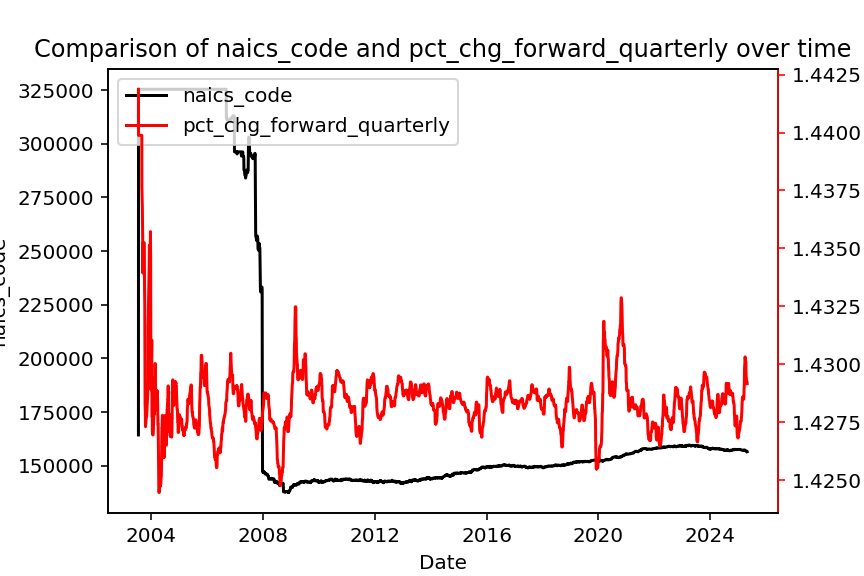 Comparison of naics_code and pct_chg_forward_quarterly over time
naics_code
pct_chg_forward_quarterly
325000
300000
275000
250000
225000
200000
175000
150000
naics_code
1.4425
1.4400
1.4375
1.4350
1.4325
1.4300
1.4275
1.4250
2004 2008 2012 2016 2020 2024
Date